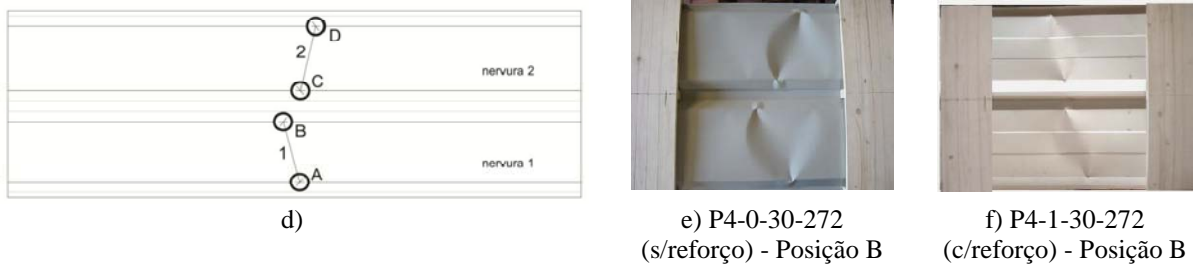 D
2
nervura 2
C
B
1
nervura 1
A
d)
e) P4-0-30-272
(s/reforço) - Posição B
f) P4-1-30-272
(c/reforço) - Posição B